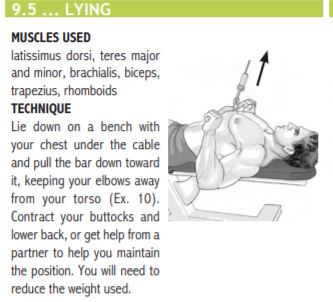 9.5 ... LYING
MUSCLES USED
latissimus dorsi, teres major
and minor, brachialis, biceps,
trapezius, rhomboids
TECHNIQUE
Lie down on a bench with
your chest under the cable
and pull the bar down toward
it, keeping your elbows away
from your torso (Ex. 10).
Contract your buttocks and
lower back, or get help from a
partner to help you maintain
the position. You will need to
reduce the weight used.